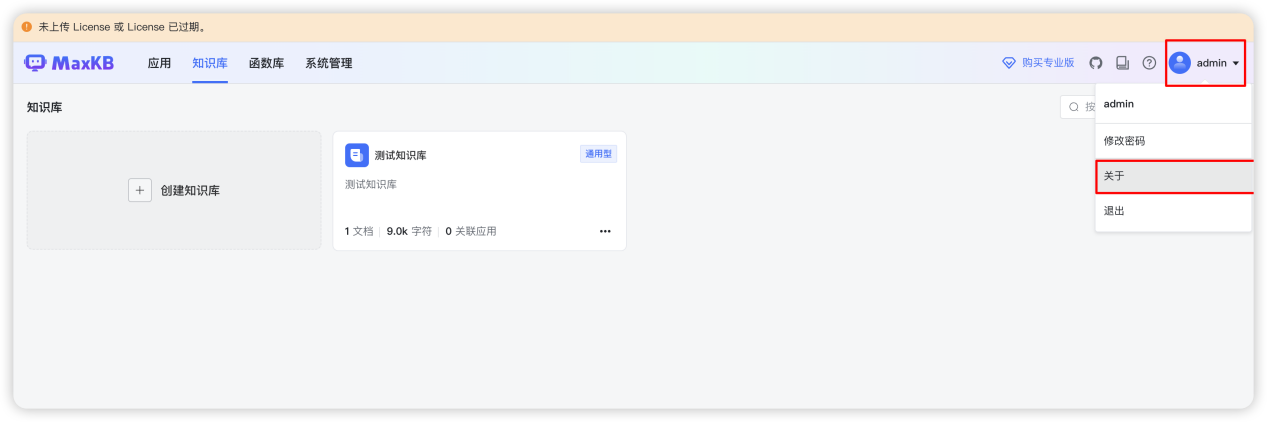 未上传 License 或 License 已过期。
MaxKB 应用 知识库 函数库 系统管理 购买专业版 admin
知识库
按
admin
修改密码
关于
退出
创建知识库
测试知识库 通用型
测试知识库
1 文档 9.0k 字符 0 关联应用